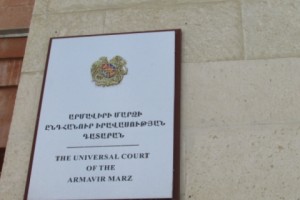 ԱՐՄԱՎԻՐԻ ՄԱՐԶԻ
ԸՆԴՀԱՆՈՒՐ ԻՐԱՎԱՍՈՒԹՅԱՆ
ԴԱՏԱՐԱՆ
THE UNIVERSAL COURT
OF THE
ARMAVIR MARZ